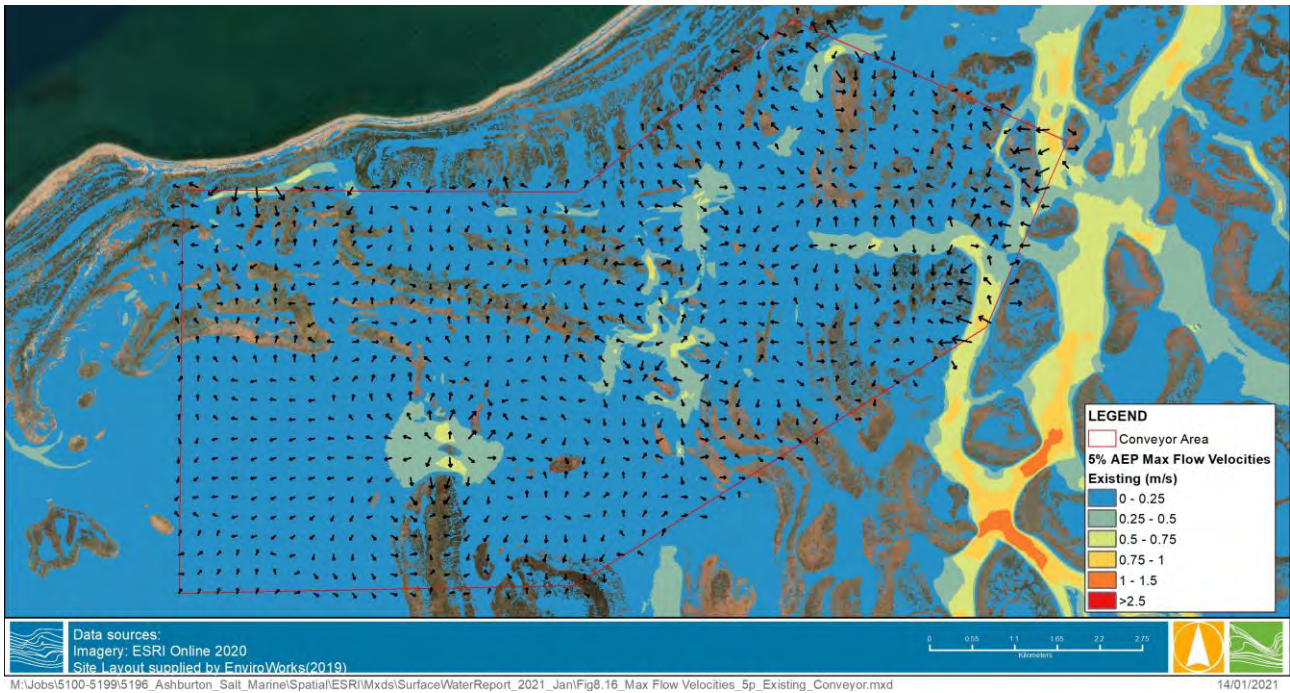 LEGEND
Conveyor Area
5% AEP Max Flow Velocities
Existing (m/s)
0 - 0.25
0.25 - 0.5
0.5 - 0.75
0.75 - 1
1 - 1.5
>2.5
Data sources:
Imagery: ESRI Online 2020
Site Layout supplied by EnviroWorks(2019)
0 0.55 1.1 1.65 2.2 2.75
Kilometers
M:\Jobs\5100-5199\5196_Ashburton_Salt_Marine\Spatial\ESRI\Mxds\SurfaceWaterReport_2021_Jan\Fig8.16_Max Flow Velocities_5p_Existing_Conveyor.mxd 14/01/2021